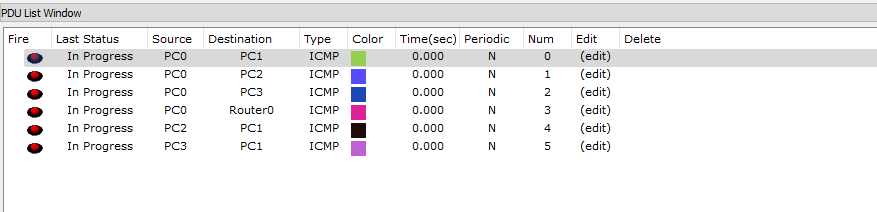 PDU List Window
Fire Last Status Source Destination Type Color Time(sec) Periodic Num Edit Delete
In Progress PC0 PC1 ICMP 0.000 N 0 (edit)
In Progress PC0 PC2 ICMP 0.000 N 1 (edit)
In Progress PC0 PC3 ICMP 0.000 N 2 (edit)
In Progress PC0 Router0 ICMP 0.000 N 3 (edit)
In Progress PC2 PC1 ICMP 0.000 N 4 (edit)
In Progress PC3 PC1 ICMP 0.000 N 5 (edit)